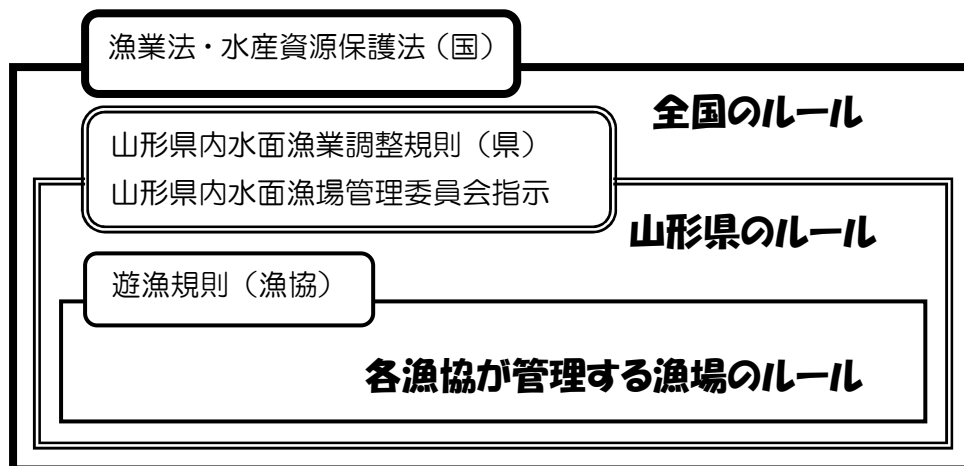 漁業法・水産資源保護法（国）
全国のルール
山形県内水面漁業調整規則（県）
山形県内水面漁場管理委員会指示
山形県のルール
遊漁規則（漁協）
各漁協が管理する漁場のルール